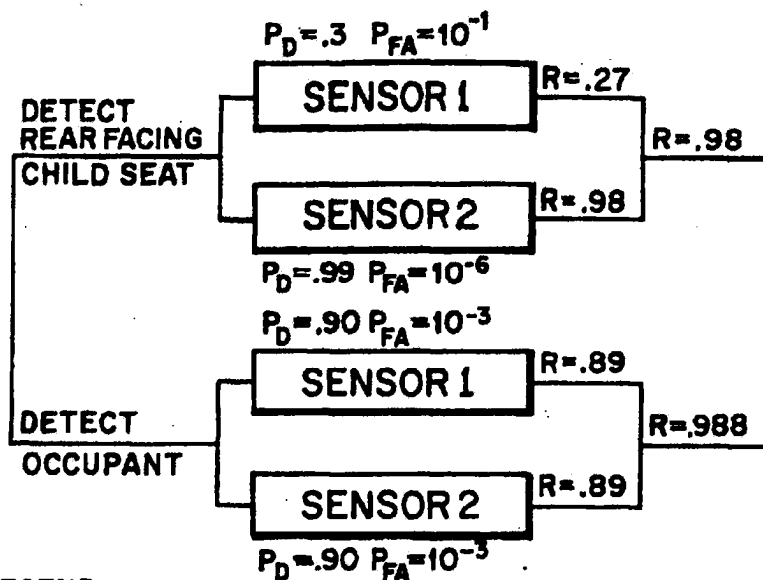 P_D=.3 P_FA=10^-1
SENSOR 1
R=.27
DETECT
REAR FACING
CHILD SEAT
R=.98
SENSOR 2
R=.98
P_D=.99 P_FA=10^-6
P_D=.90 P_FA=10^-3
SENSOR 1
R=.89
DETECT
OCCUPANT
R=.988
SENSOR 2
R=.89
P_D=.90 P_FA=10^-3